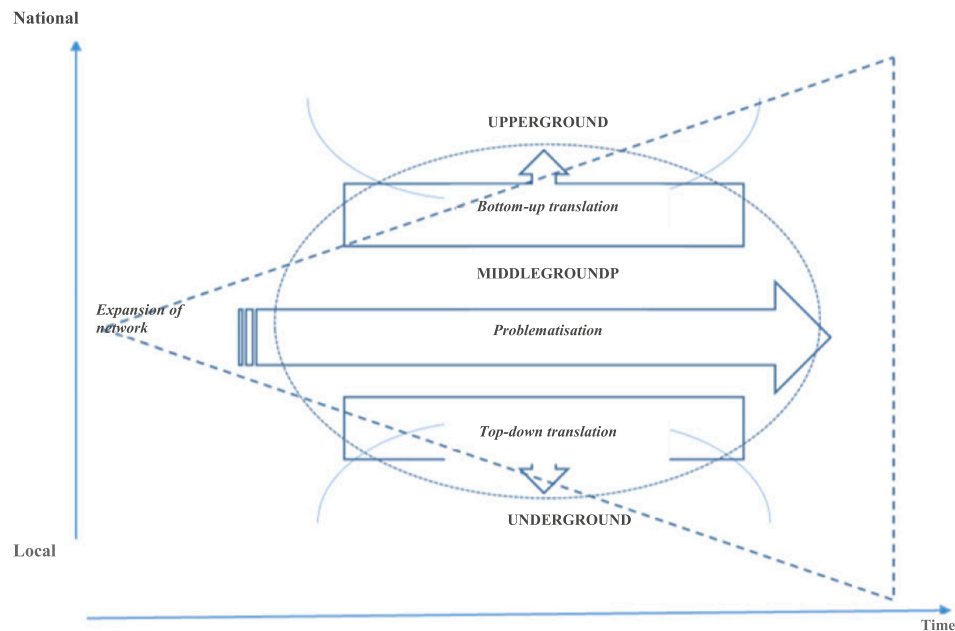 National
UPPERGROUND
Bottom-up translation
MIDDLEGROUNDP
Expansion of
network
Problematisation
Top-down translation
UNDERGROUND
Local
Time